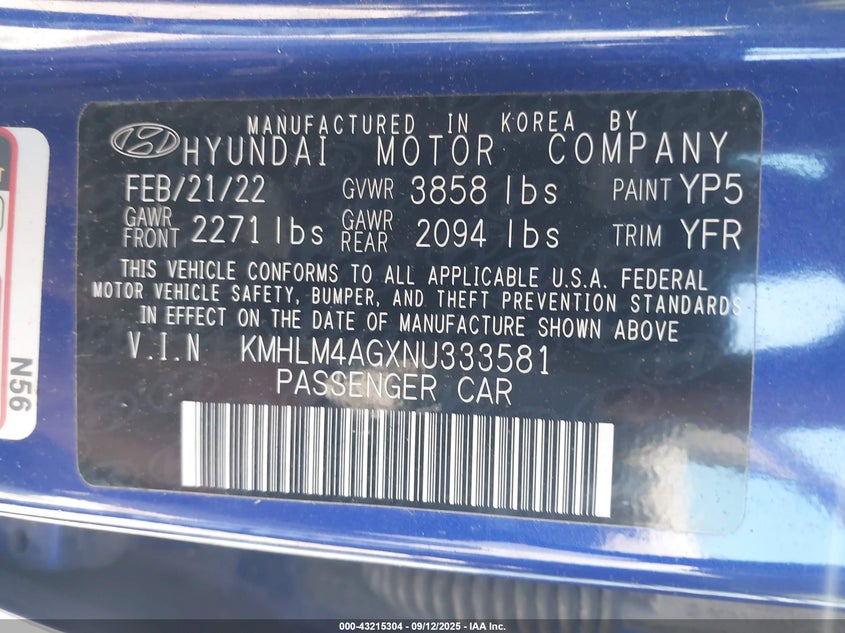 MANUFACTURED IN KOREA BY
HYUNDAI MOTOR COMPANY
FEB/21/22 GVWR 3858 lbs PAINT YP5
GAWR FRONT 2271 lbs GAWR REAR 2094 lbs TRIM YFR
THIS VEHICLE CONFORMS TO ALL APPLICABLE U.S.A. FEDERAL
MOTOR VEHICLE SAFETY, BUMPER, AND THEFT PREVENTION STANDARDS
IN EFFECT ON THE DATE OF MANUFACTURE SHOWN ABOVE
V.I.N KMHLM4AGXNU333581
PASSENGER CAR
N56
000-43215304 - 09/12/2025 - IAA Inc.